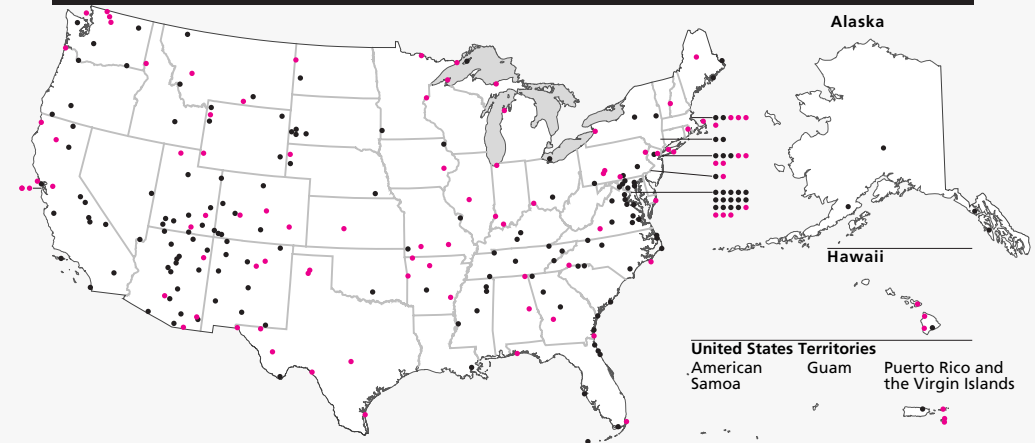 Alaska
Hawaii
United States Territories
American
Samoa
Guam
Puerto Rico and
the Virgin Islands